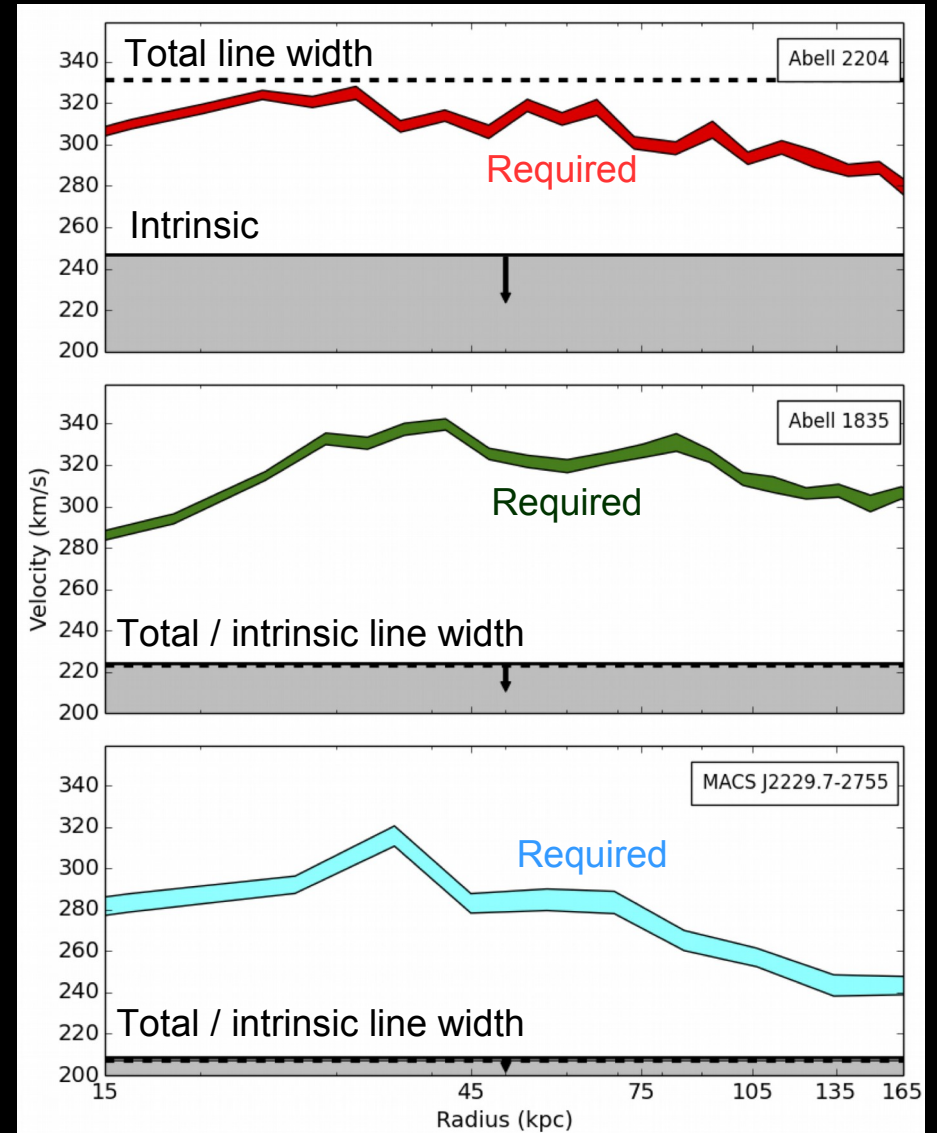 Total line width
Abell 2204
340
320
300
Required
280
Intrinsic
260
240
220
200
Abell 1835
340
320
Required
300
280
260
Total / intrinsic line width
240
220
200
Velocity (km/s)
MACS J2229.7-2755
340
320
Required
300
280
260
240
Total / intrinsic line width
220
200
15 45 75 105 135 165
Radius (kpc)